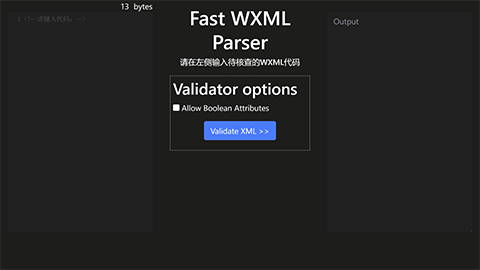 13 bytes
1 <!--请键入代码: -->
Fast WXML
Parser
请在左侧输入待核查的WXML代码
Validator options
Allow Boolean Attributes
Validate XML >>
Output